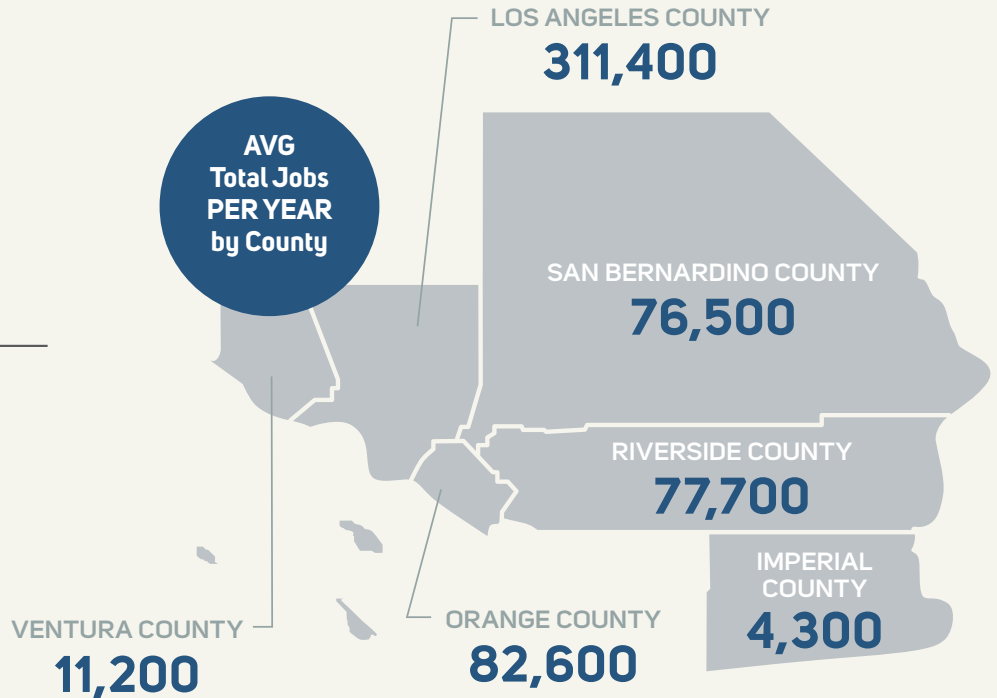 LOS ANGELES COUNTY
311,400
AVG
Total Jobs
PER YEAR
by County
SAN BERNARDINO COUNTY
76,500
RIVERSIDE COUNTY
77,700
IMPERIAL
COUNTY
4,300
VENTURA COUNTY
11,200
ORANGE COUNTY
82,600